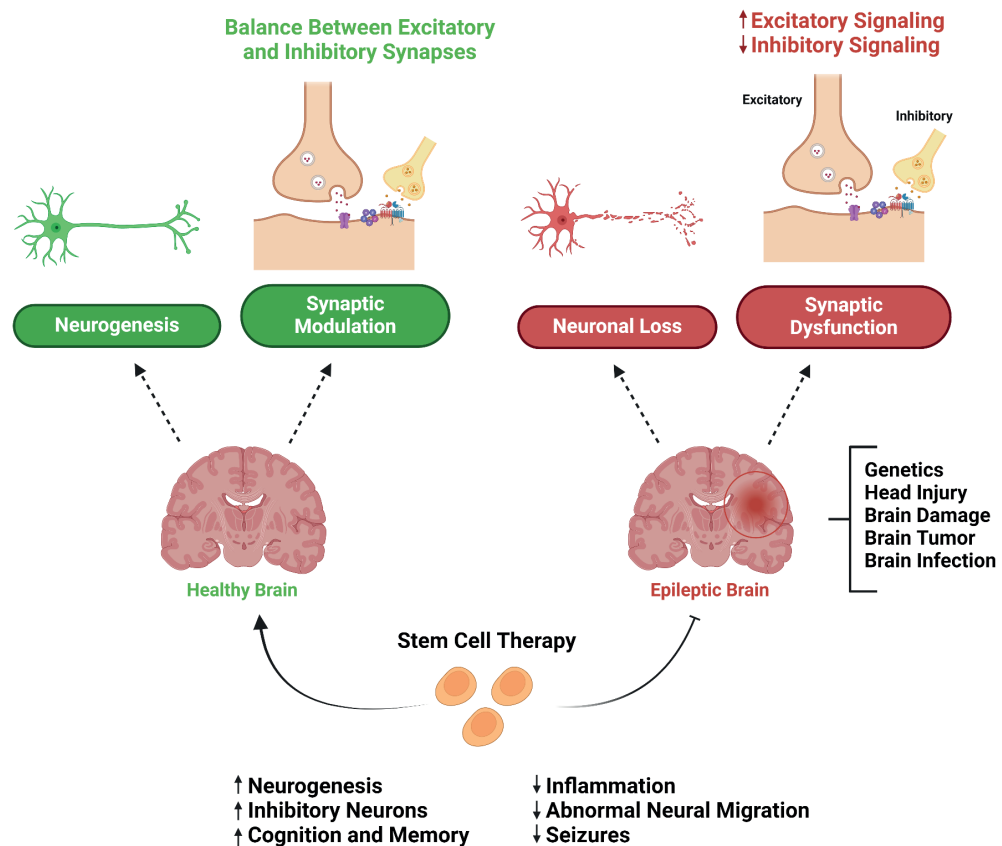 Balance Between Excitatory
and Inhibitory Synapses
↑ Excitatory Signaling
↓ Inhibitory Signaling
Excitatory
Inhibitory
Neurogenesis
Synaptic
Modulation
Neuronal Loss
Synaptic
Dysfunction
Healthy Brain
Epileptic Brain
Genetics
Head Injury
Brain Damage
Brain Tumor
Brain Infection
Stem Cell Therapy
↑ Neurogenesis
↑ Inhibitory Neurons
↑ Cognition and Memory
↓ Inflammation
↓ Abnormal Neural Migration
↓ Seizures